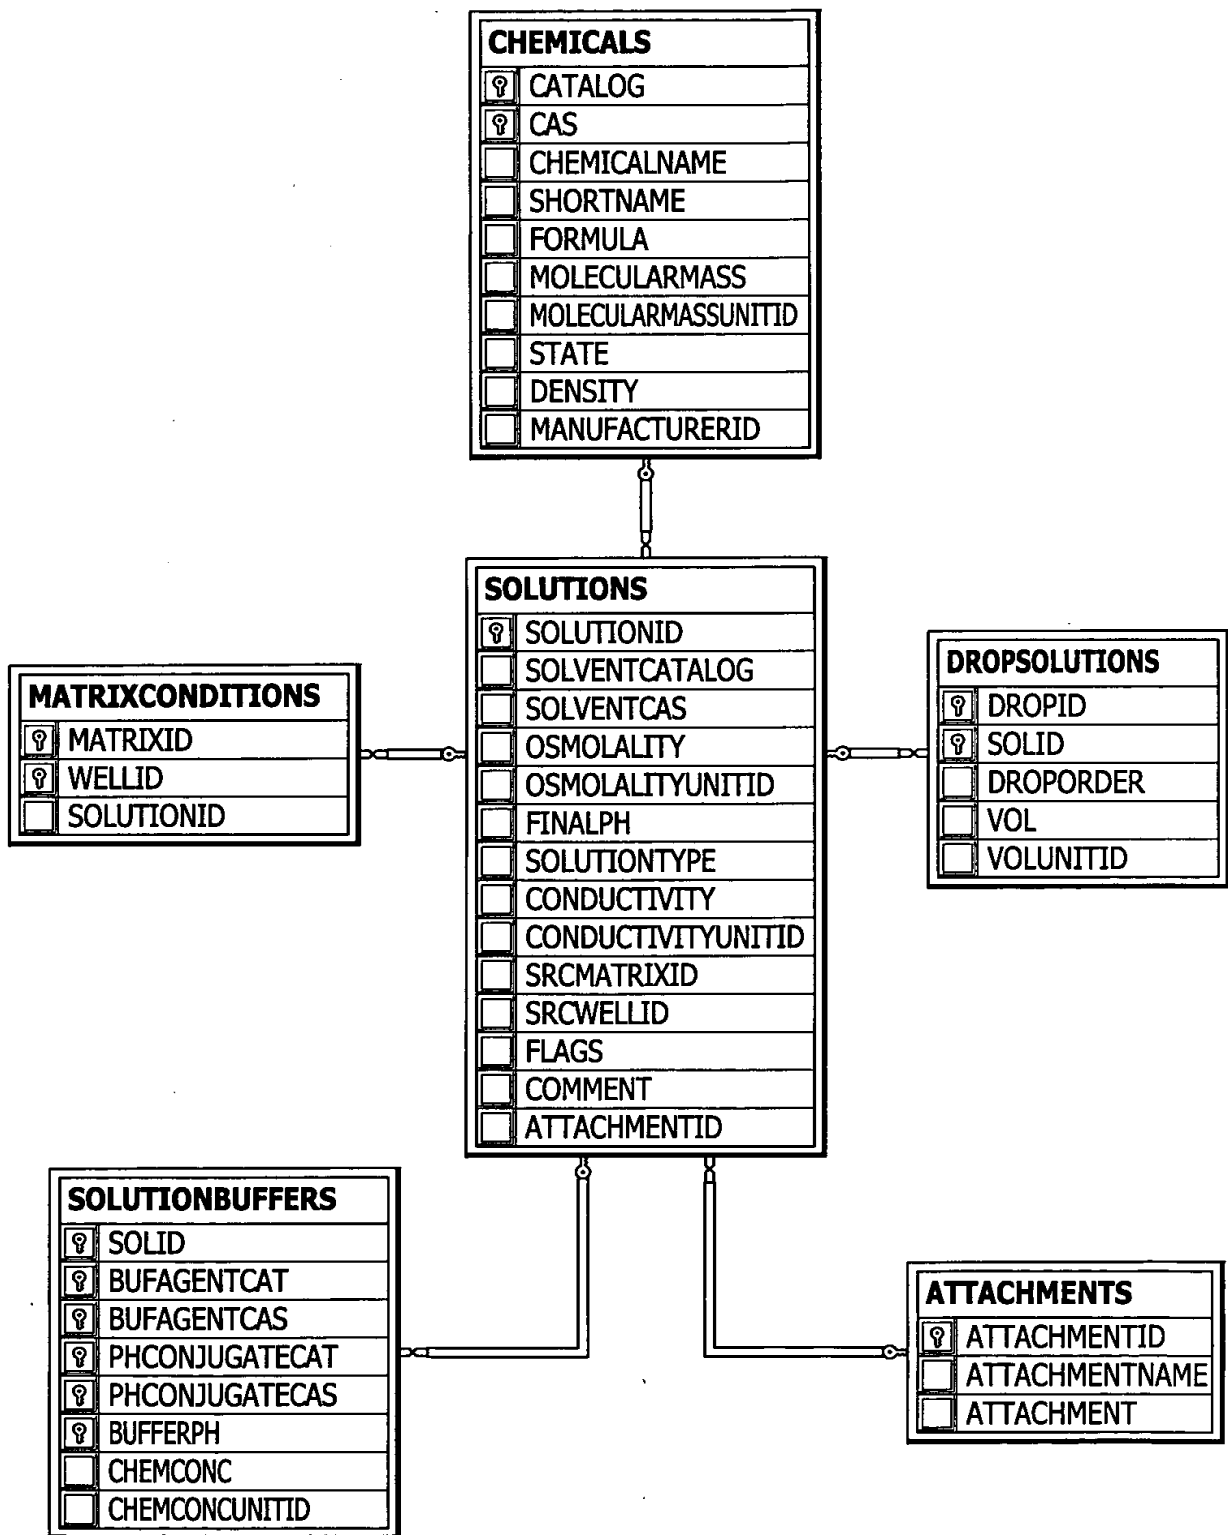 CHEMICALS
CATALOG
CAS
CHEMICALNAME
SHORTNAME
FORMULA
MOLECULARMASS
MOLECULARMASSUNITID
STATE
DENSITY
MANUFACTURERID
SOLUTIONS
SOLUTIONID
SOLVENTCATALOG
SOLVENTCAS
OSMOLALITY
OSMOLALITYUNITID
FINALPH
SOLUTIONTYPE
CONDUCTIVITY
CONDUCTIVITYUNITID
SRCMATRIXID
SRCWELLID
FLAGS
COMMENT
ATTACHMENTID
MATRIXCONDITIONS
MATRIXID
WELLID
SOLUTIONID
DROPSOLUTIONS
DROPID
SOLID
DROPORDER
VOL
VOLUNITID
SOLUTIONBUFFERS
SOLID
BUFAGENTCAT
BUFAGENTCAS
PHCONJUGATECAT
PHCONJUGATECAS
BUFFERPH
CHEMCONC
CHEMCONCUNITID
ATTACHMENTS
ATTACHMENTID
ATTACHMENTNAME
ATTACHMENT